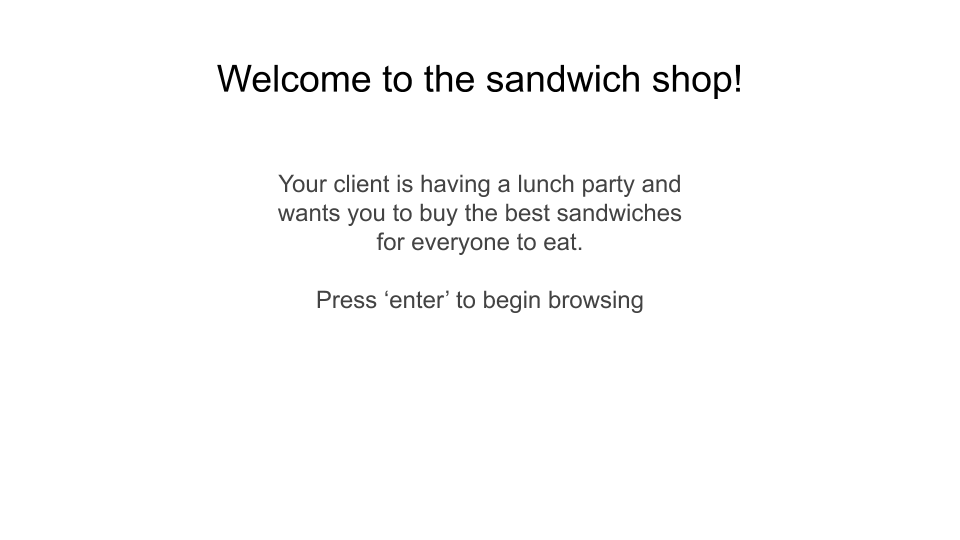 Welcome to the sandwich shop!
Your client is having a lunch party and
wants you to buy the best sandwiches
for everyone to eat.
Press ‘enter’ to begin browsing